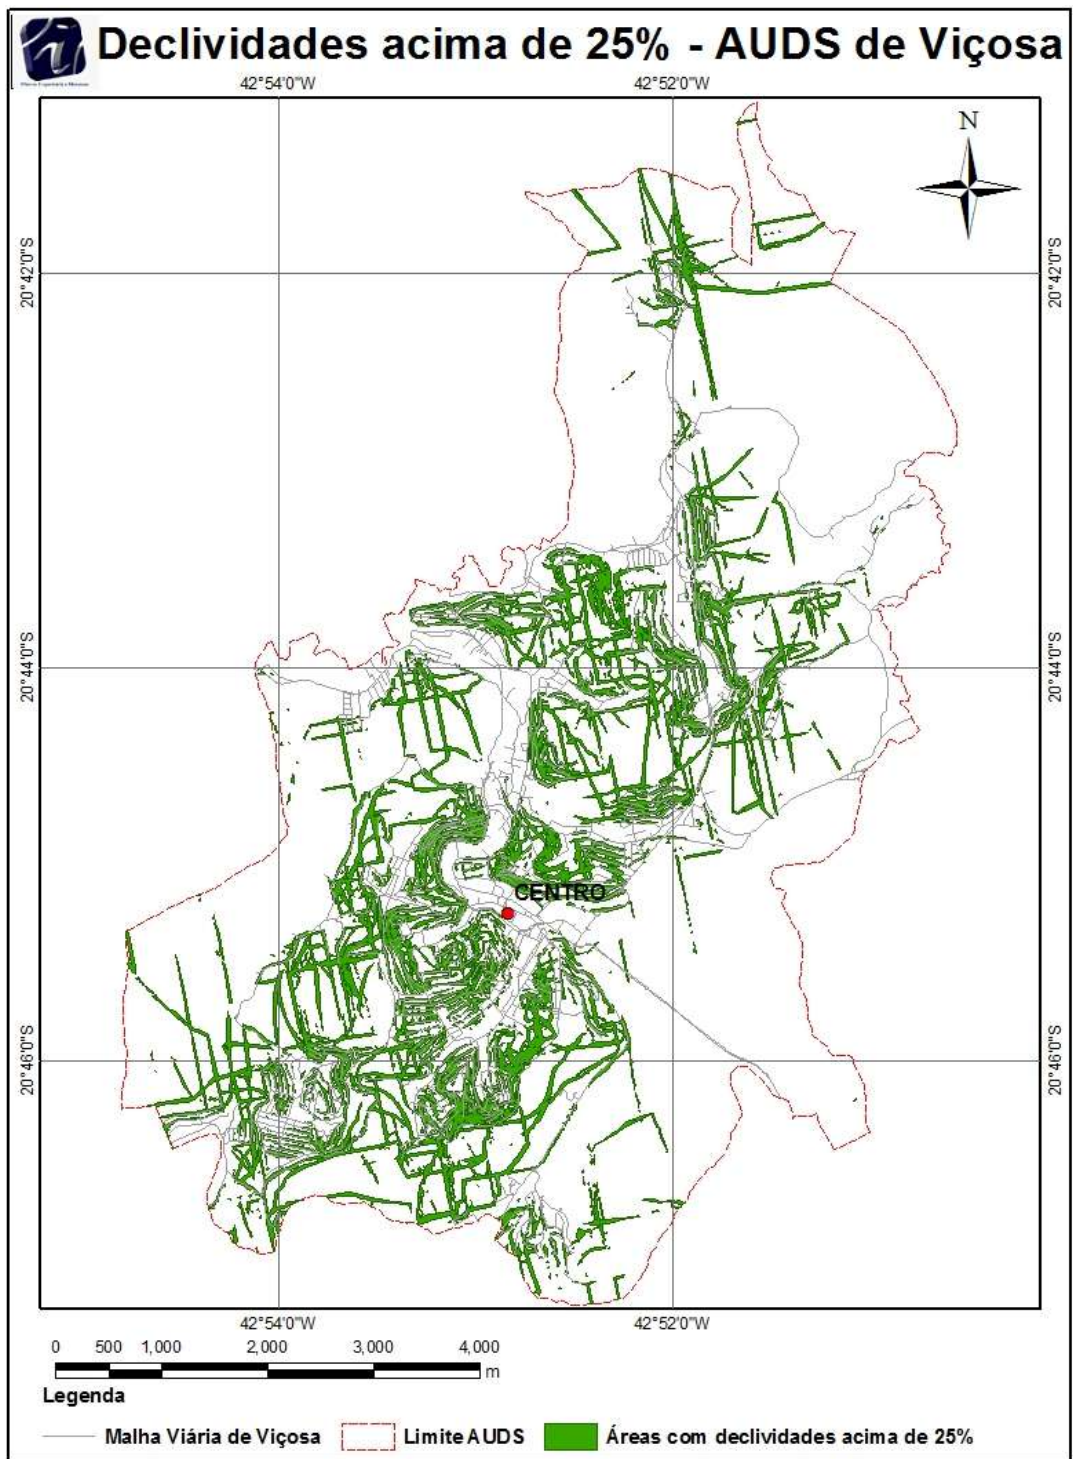 Declividades acima de 25% - AUDS de Viçosa
42°54'0"W 42°52'0"W
N
20°42'0"S 20°42'0"S
20°44'0"S 20°44'0"S
CENTRO
20°46'0"S 20°46'0"S
42°54'0"W 42°52'0"W
0 500 1,000 2,000 3,000 4,000
m
Legenda
Malha Viária de Viçosa Limite AUDS Áreas com declividades acima de 25%